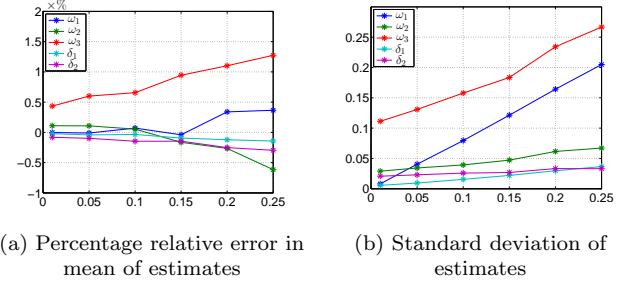 ×%
2
1.5
1
0.5
0
−0.5
−1
0 0.05 0.1 0.15 0.2 0.25
ω₁
ω₂
ω₃
δ₁
δ₂
0.25
0.2
0.15
0.1
0.05
0
0 0.05 0.1 0.15 0.2 0.25
ω₁
ω₂
ω₃
δ₁
δ₂
(a) Percentage relative error in
mean of estimates
(b) Standard deviation of
estimates